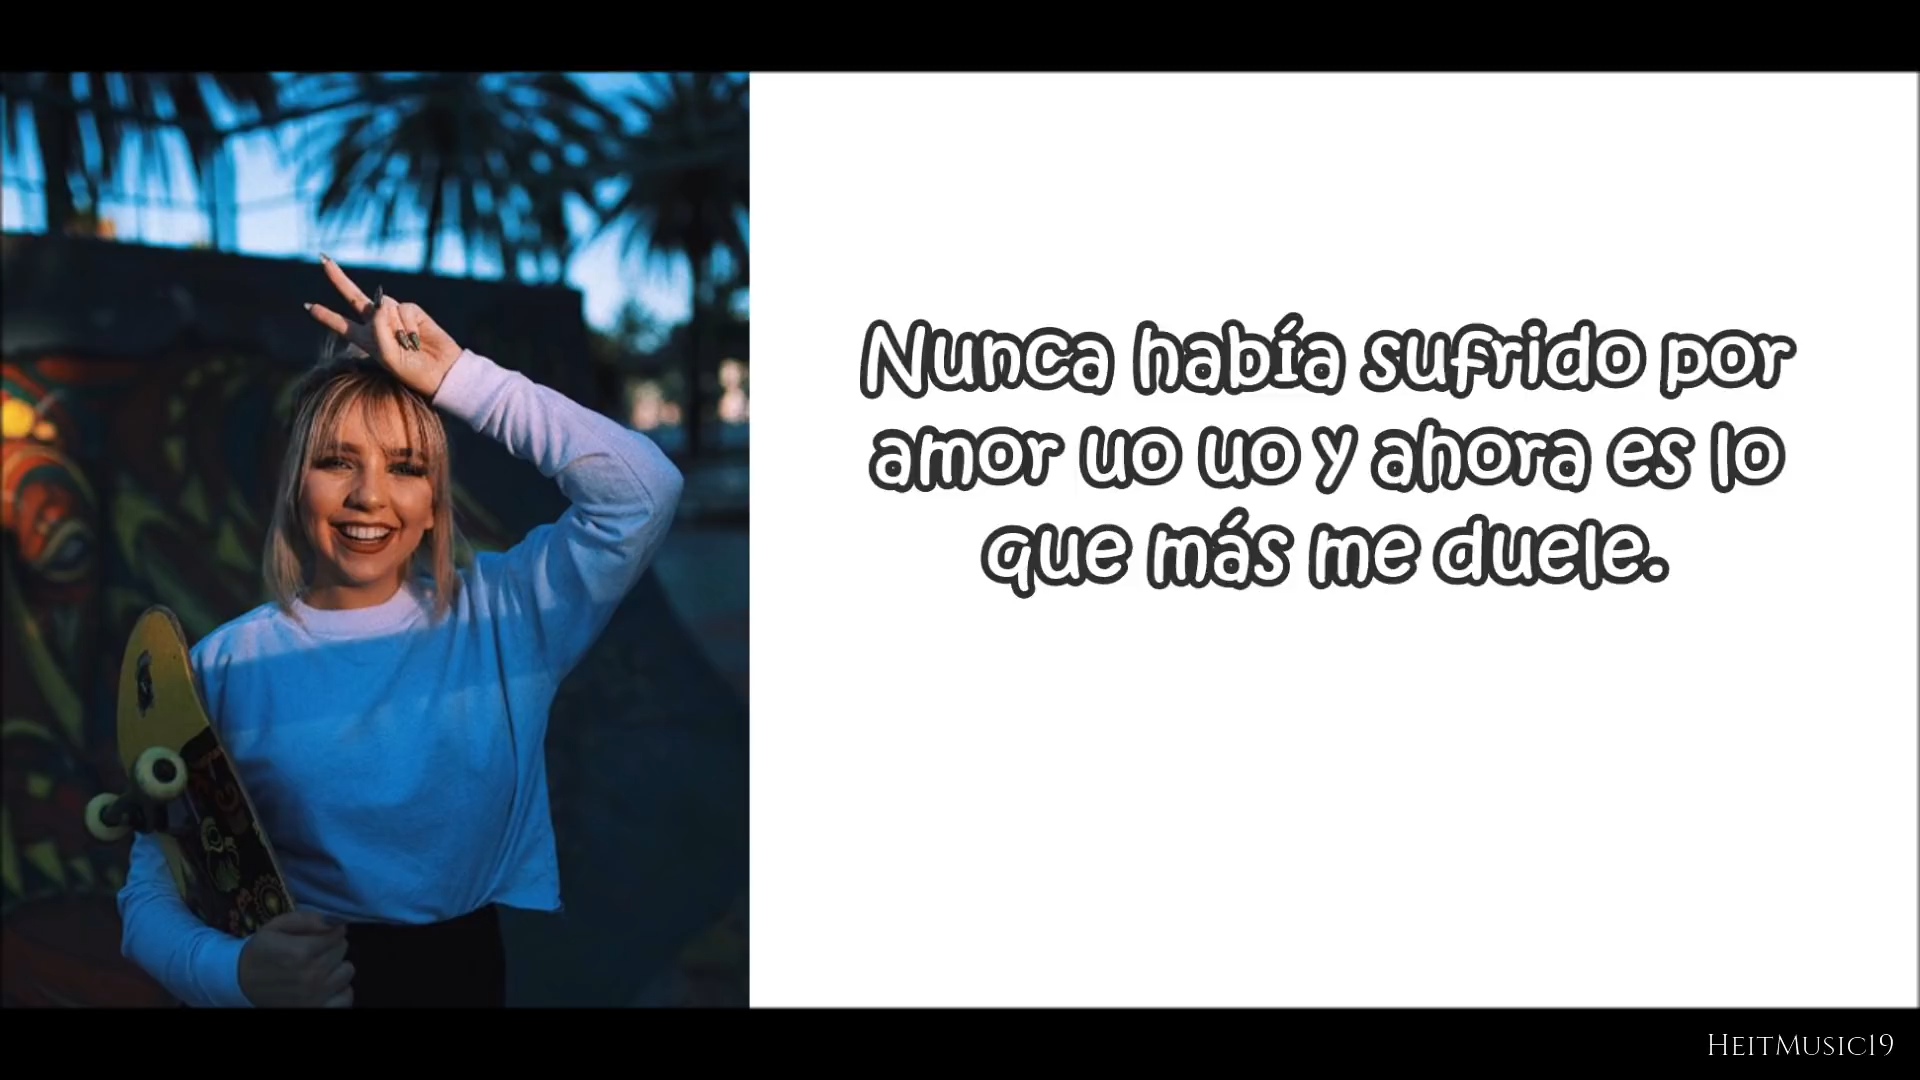 Nunca había sufrido por
amor uo uo y ahora es lo
que más me duele.
HeitMusic19